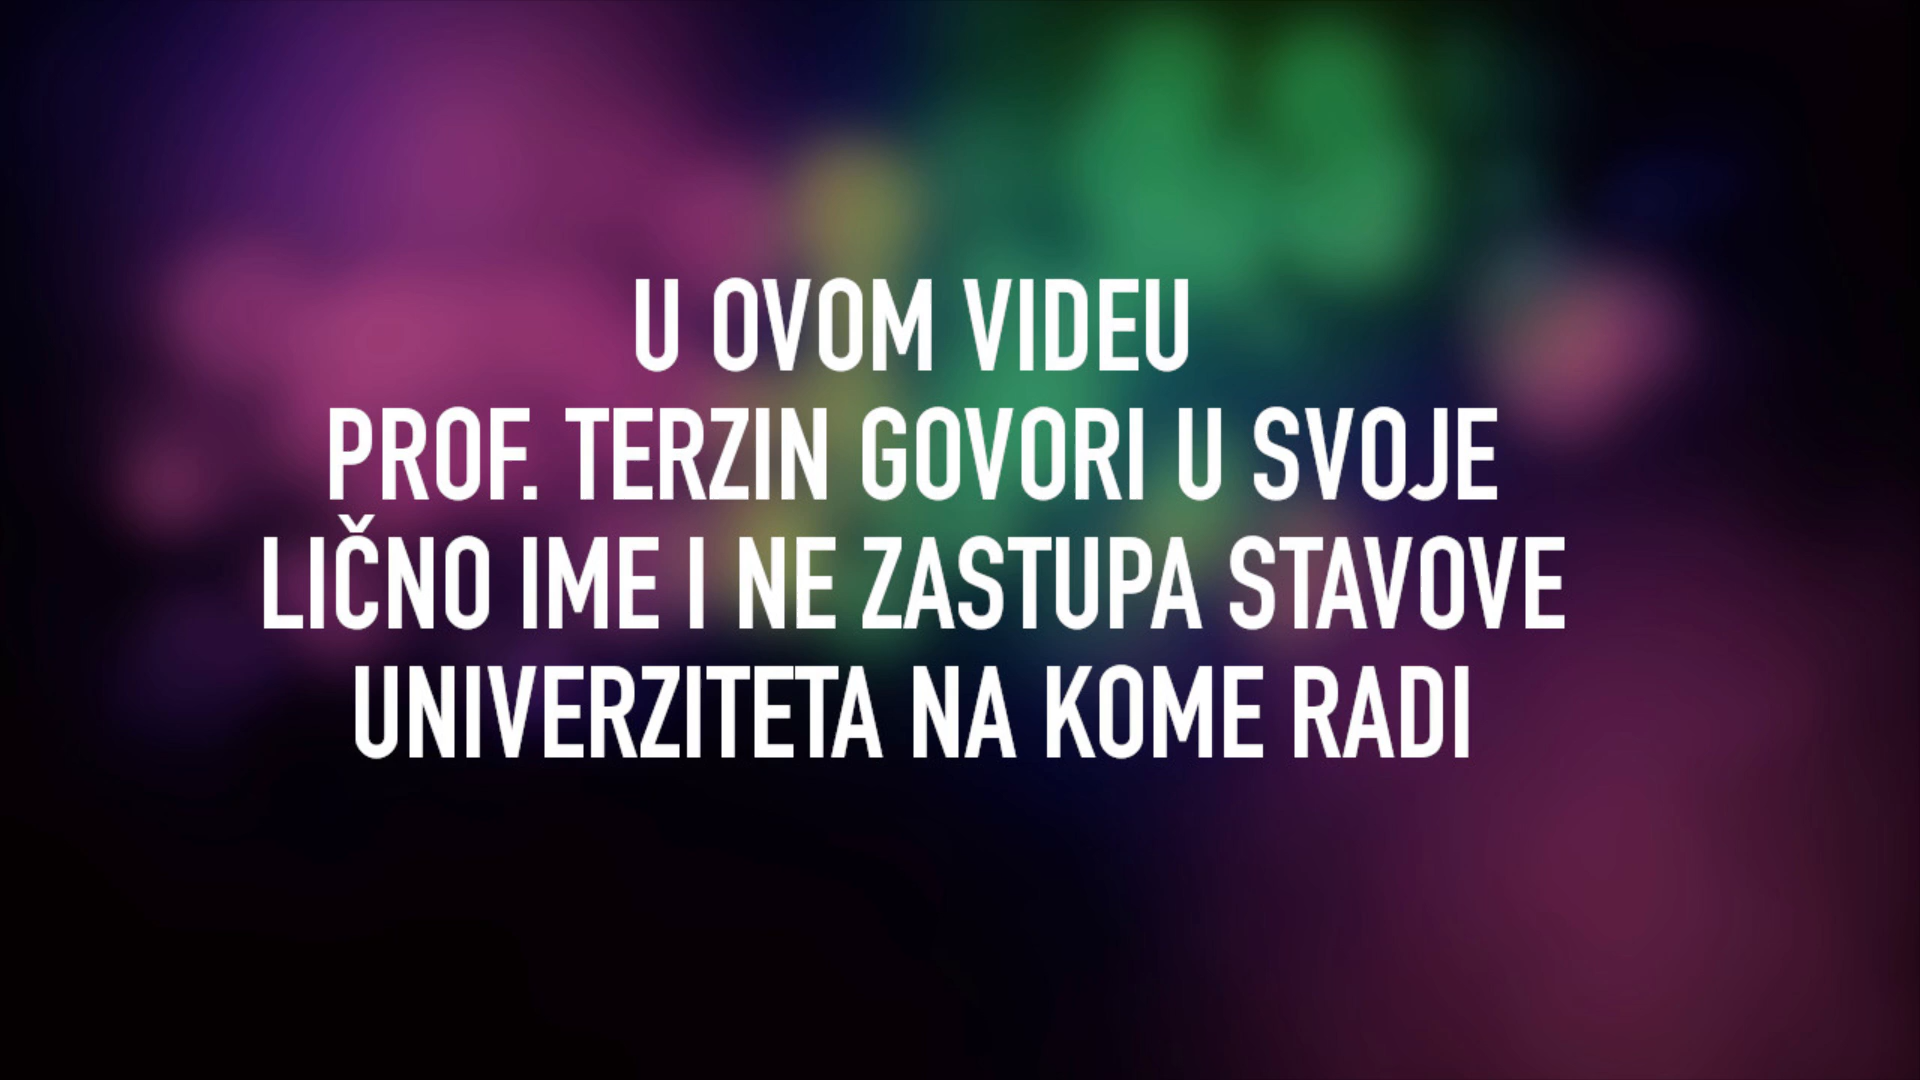 U OVOM VIDEU
PROF. TERZIN GOVORI U SVOJE
LIČNO IME I NE ZASTUPA STAVOVE
UNIVERZITETA NA KOME RADI